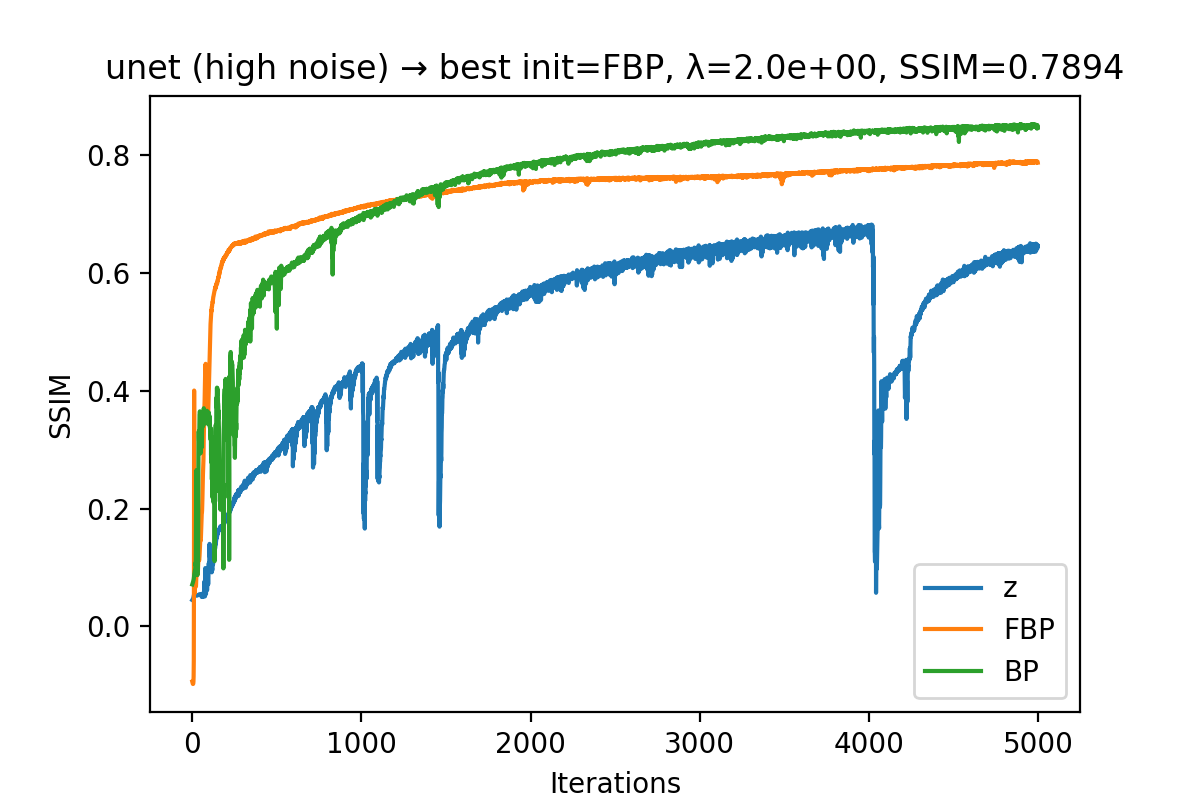 unet (high noise) → best init=FBP, λ=2.0e+00, SSIM=0.7894
SSIM
0.8
0.6
0.4
0.2
0.0
z
FBP
BP
0 1000 2000 3000 4000 5000
Iterations